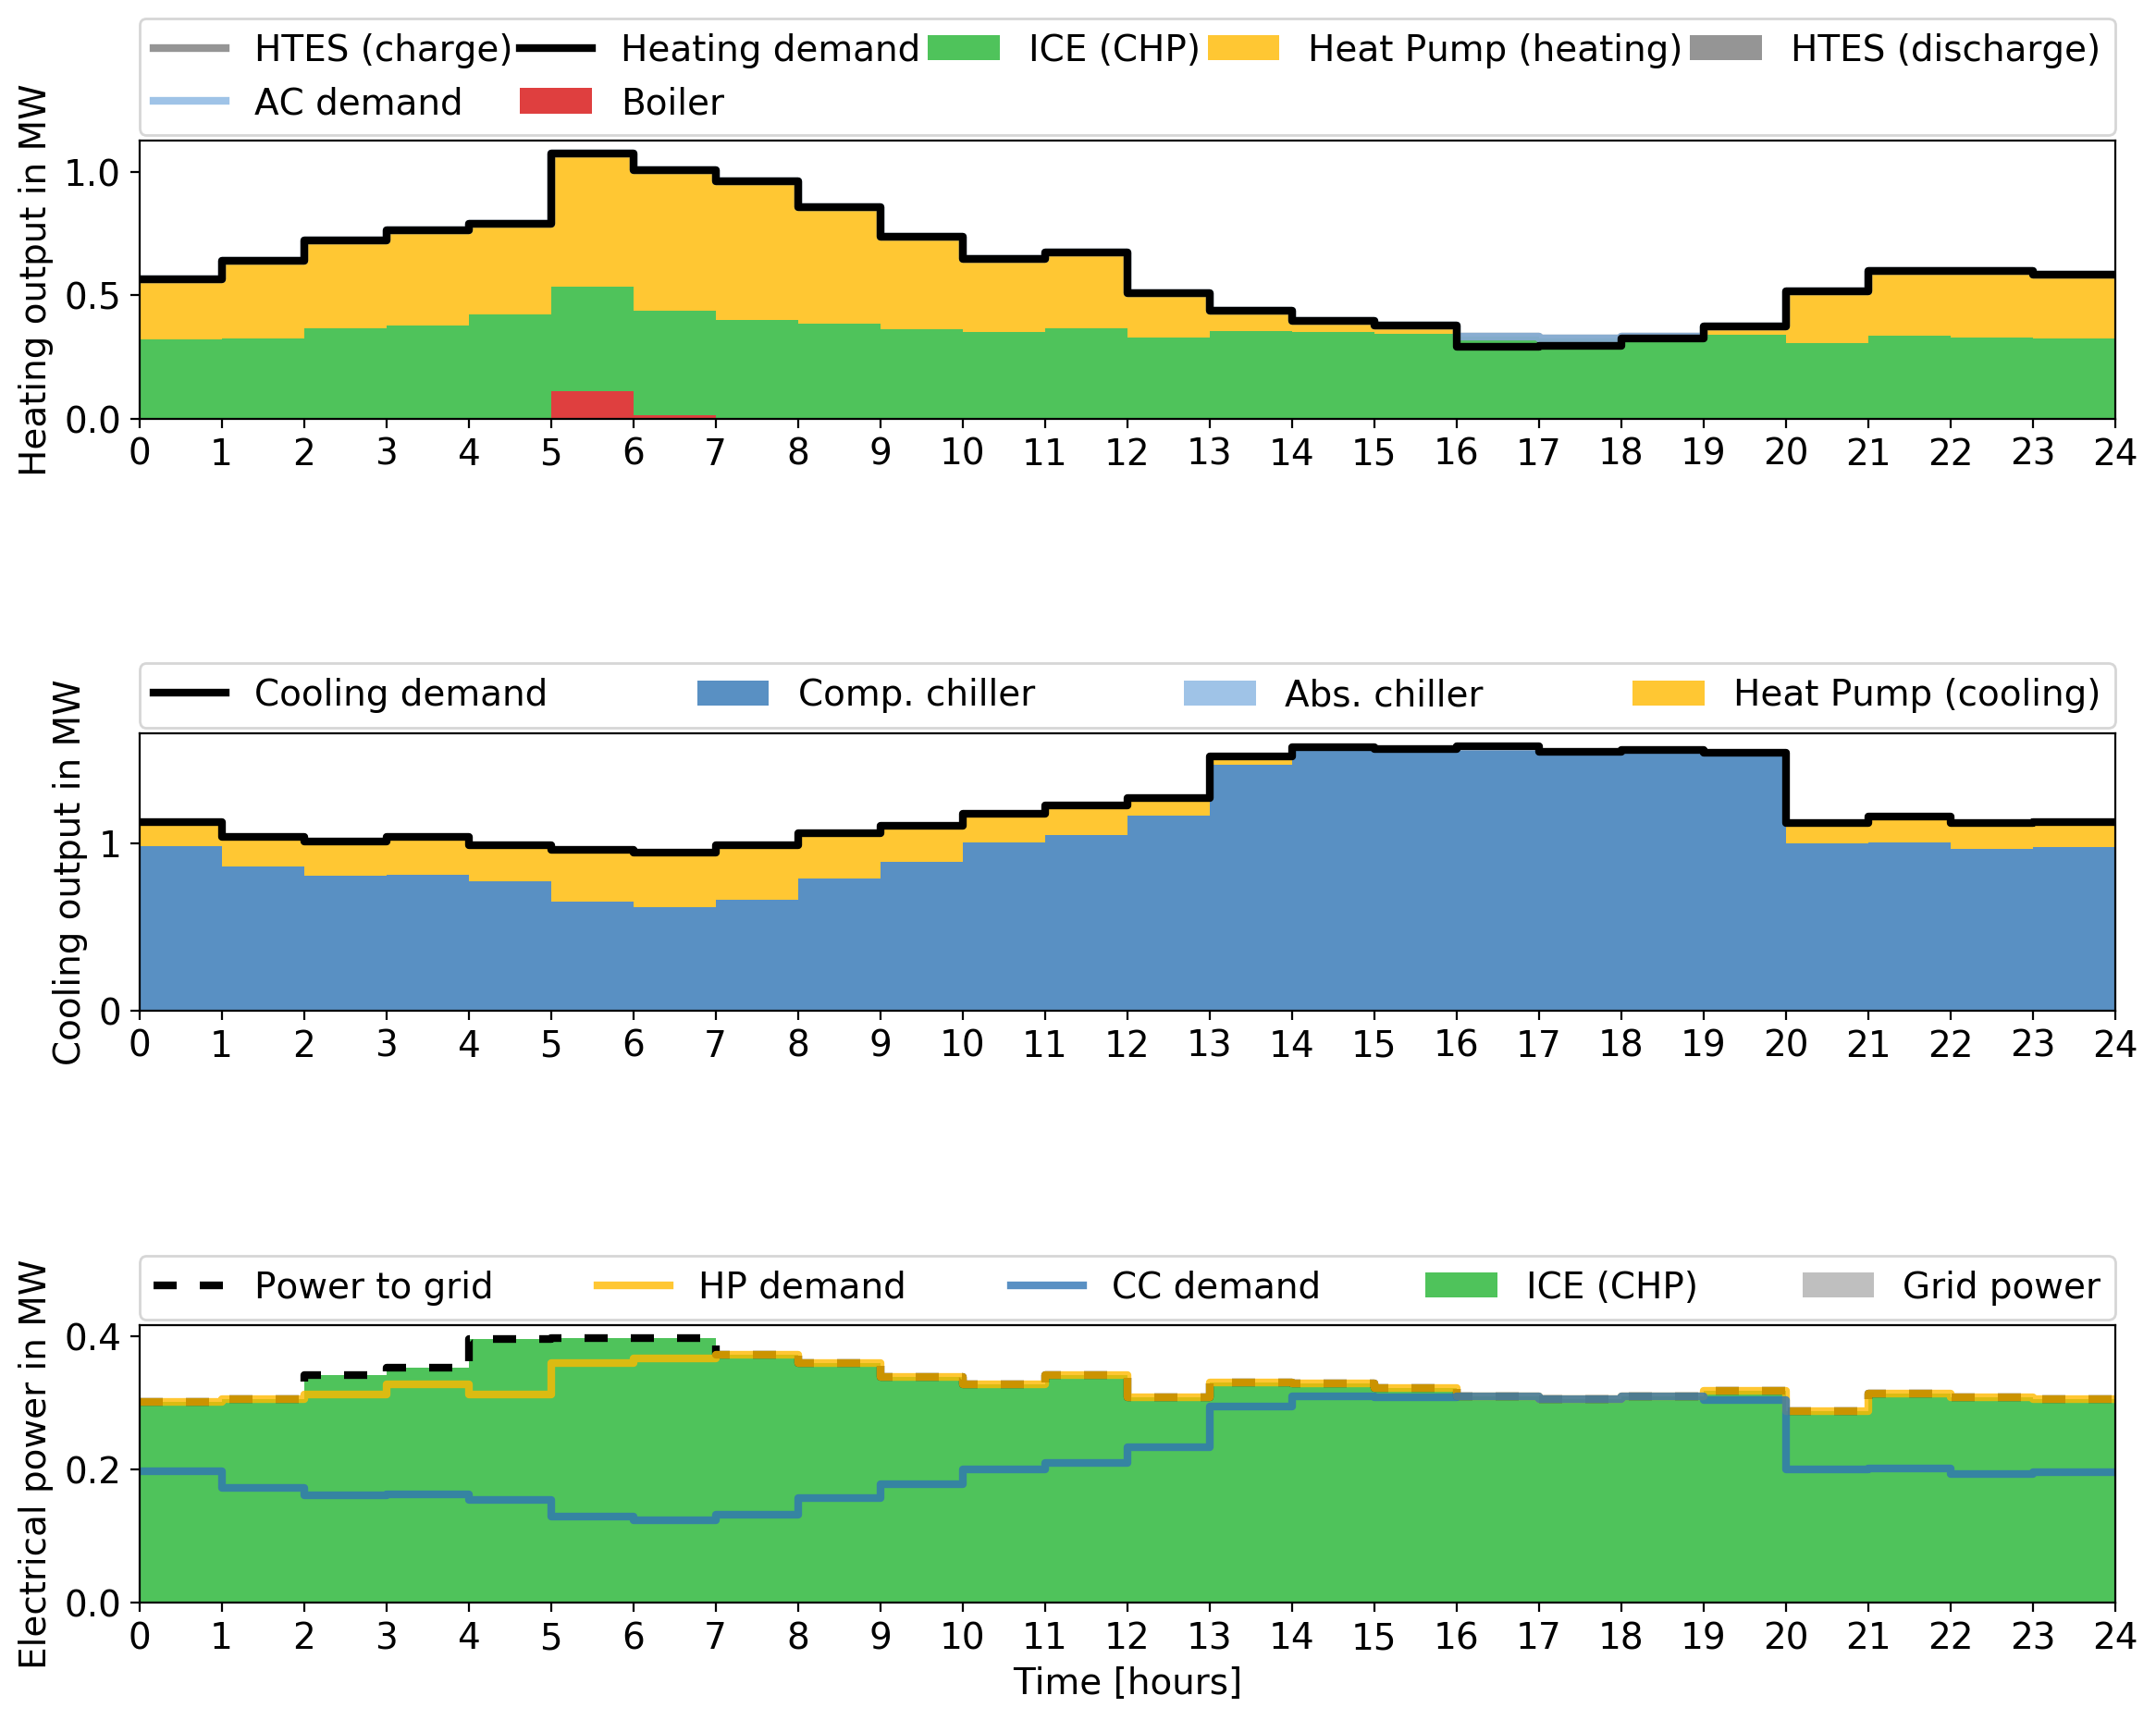 HTES (charge) Heating demand ICE (CHP) Heat Pump (heating) HTES (discharge)
AC demand Boiler
Heating output in MW
1.0
0.5
0.0
0 1 2 3 4 5 6 7 8 9 10 11 12 13 14 15 16 17 18 19 20 21 22 23 24
Cooling demand Comp. chiller Abs. chiller Heat Pump (cooling)
Cooling output in MW
1
0
0 1 2 3 4 5 6 7 8 9 10 11 12 13 14 15 16 17 18 19 20 21 22 23 24
Power to grid HP demand CC demand ICE (CHP) Grid power
Electrical power in MW
0.4
0.2
0.0
0 1 2 3 4 5 6 7 8 9 10 11 12 13 14 15 16 17 18 19 20 21 22 23 24
Time [hours]